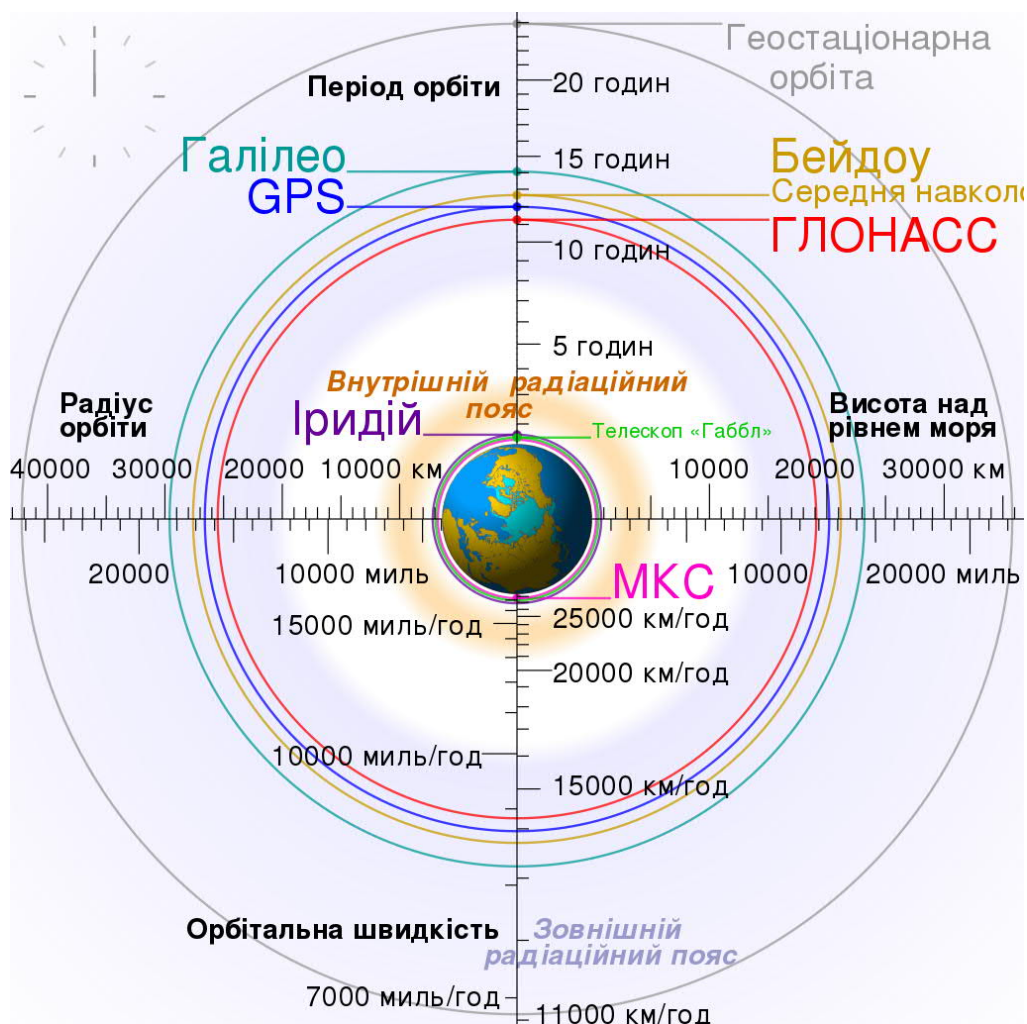 Геостаціонарна
орбіта
Період орбіти
20 годин
Галілео
15 годин
Бейдоу
GPS
Середня навколо
ГЛОНАСС
10 годин
5 годин
Внутрішній радіаційний
пояс
Радіус
орбіти
Іридій
Телескоп «Габбл»
Висота над
рівнем моря
40000 30000 20000 10000 км
10000 20000 30000 км
20000 10000 миль
МКС
10000 20000 миль
15000 миль/год
25000 км/год
20000 км/год
10000 миль/год
15000 км/год
Орбітальна швидкість
Зовнішній
радіаційний пояс
7000 миль/год
11000 км/год